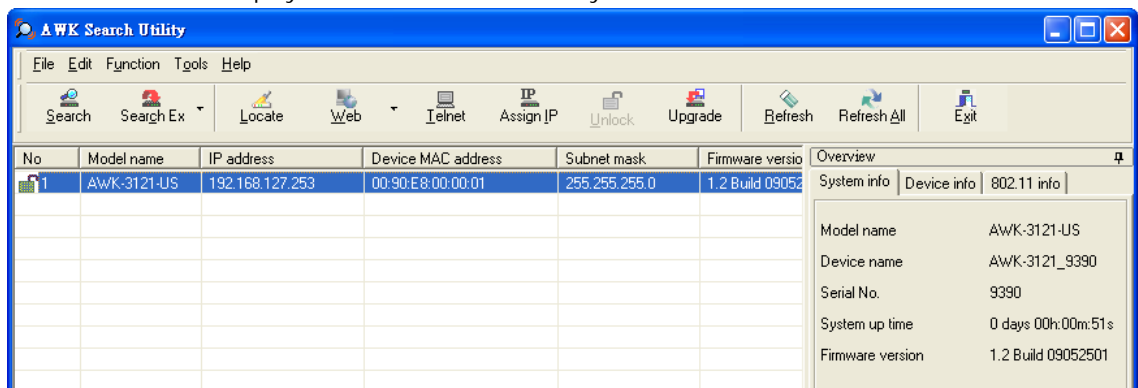 AWK Search Utility
File Edit Function Tools Help
Search Search Ex Locate Web Telnet Assign IP Unlock Upgrade Refresh Refresh All Exit
No Model name IP address Device MAC address Subnet mask Firmware versio
1 AWK-3121-US 192.168.127.253 00:90:E8:00:00:01 255.255.255.0 1.2 Build 09052
Overview
System info Device info 802.11 info
Model name AWK-3121-US
Device name AWK-3121_9390
Serial No. 9390
System up time 0 days 00h:00m:51s
Firmware version 1.2 Build 09052501